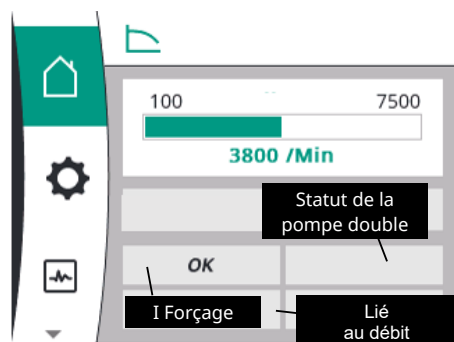 100 7500
3800 /Min
Statut de la
pompe double
OK
I Forçage
Lié
au débit